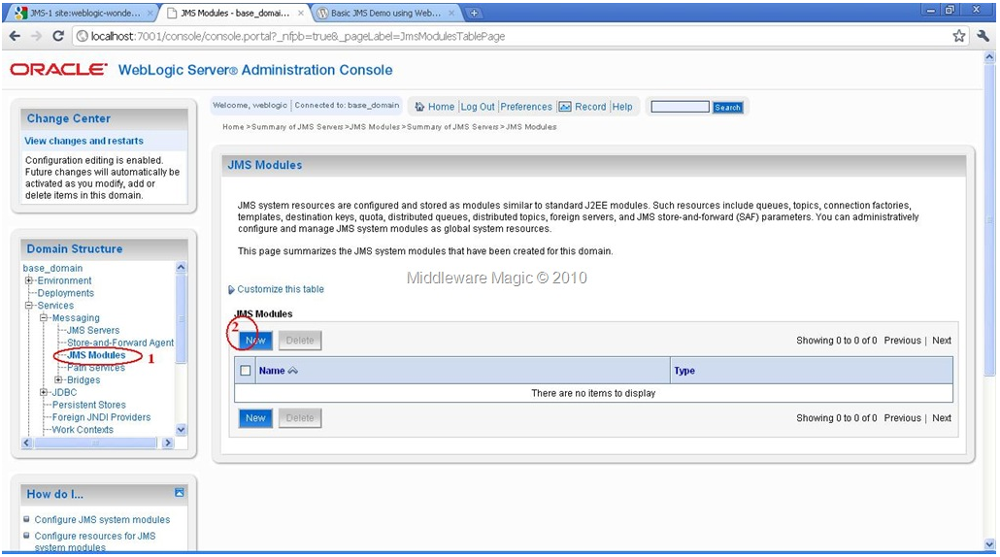 JMS-1 site:weblogic-wonde...
JMS Modules - base_domai...
Basic JMS Demo using Web...
localhost:7001/console/console.portal?_nfpb=true&_pageLabel=JmsModulesTablePage
ORACLE® WebLogic Server® Administration Console
Change Center
View changes and restarts
Configuration editing is enabled.
Future changes will automatically be
activated as you modify, add or
delete items in this domain.
Domain Structure
base_domain
Environment
Deployments
Services
Messaging
JMS Servers
Store-and-Forward Agent
JMS Modules 1
Path Services
Bridges
JDBC
Persistent Stores
Foreign JNDI Providers
Work Contexts
How do I...
Configure JMS system modules
Configure resources for JMS
system modules
Welcome, weblogic | Connected to: base_domain
Home | Log Out | Preferences | Record | Help
Search
Home >Summary of JMS Servers >JMS Modules >Summary of JMS Servers >JMS Modules
JMS Modules
JMS system resources are configured and stored as modules similar to standard J2EE modules. Such resources include queues, topics, connection factories,
templates, destination keys, quota, distributed queues, distributed topics, foreign servers, and JMS store-and-forward (SAF) parameters. You can administratively
configure and manage JMS system modules as global system resources.
This page summarizes the JMS system modules that have been created for this domain.
Middleware Magic © 2010
Customize this table
JMS Modules
2
New Delete Showing 0 to 0 of 0 Previous | Next
Name Type
There are no items to display
New Delete Showing 0 to 0 of 0 Previous | Next